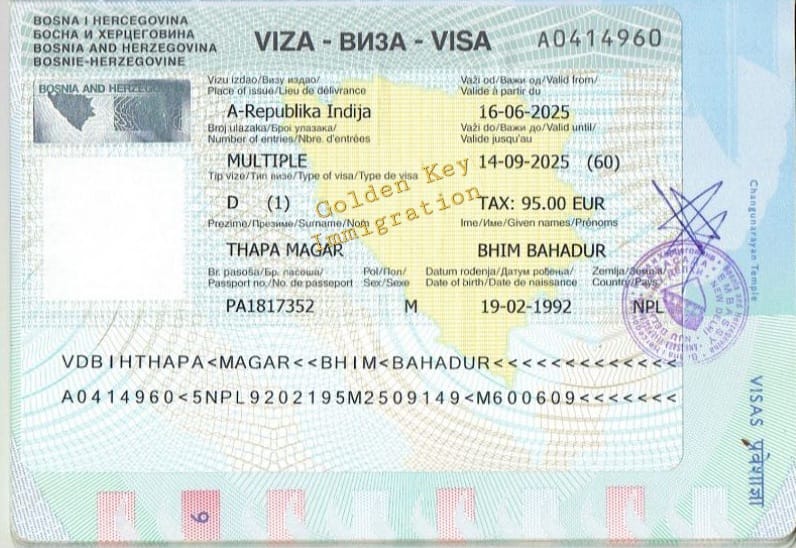 BOSNA I HERCEGOVINA
БОСНА И ХЕРЦЕГОВИНА
BOSNIA AND HERZEGOVINA
BOSNIE-HERZEGOVINE
VIZA - ВИЗА - VISA
A0414960
BOSNIA AND HERZEGOVINA
Vizu izdao/Визу издао/
Place of issue/Lieu de délivrance
A-Republika Indija
Važi od/Важи од/Valid from/
Valide à partir du
16-06-2025
Broj ulazaka/Број улазака/
Number of entries/Nbre. d'entrées
MULTIPLE
Važi do/Важи до/Valid until/
Valide jusqu'au
14-09-2025 (60)
Tip vize/Тип визе/Type of visa/Type de visa
D (1)
TAX: 95.00 EUR
Golden Key
Immigration
Prezime/Презиме/Surname/Nom
THAPA MAGAR
Ime/Име/Given names/Prénoms
BHIM BAHADUR
Br. pasoša/Бр. пасоша/
Passport no./No. de passeport
PA1817352
Pol/Пол/
Sex/Sexe
M
Datum rođenja/Датум рођења/
Date of birth/Date de naissance
19-02-1992
Zemlja/Земља/
Country/Pays
NPL
EMBASSY
NEW DELHI
VDBIHTHAPA<MAGAR<<BHIM<BAHADUR<<<<<<<<<<<<<<
A0414960<5NPL9202195M2509149<M600609<<<<<<<<
Changunarayan Temple
VISAS प्रवेशाज्ञा
9